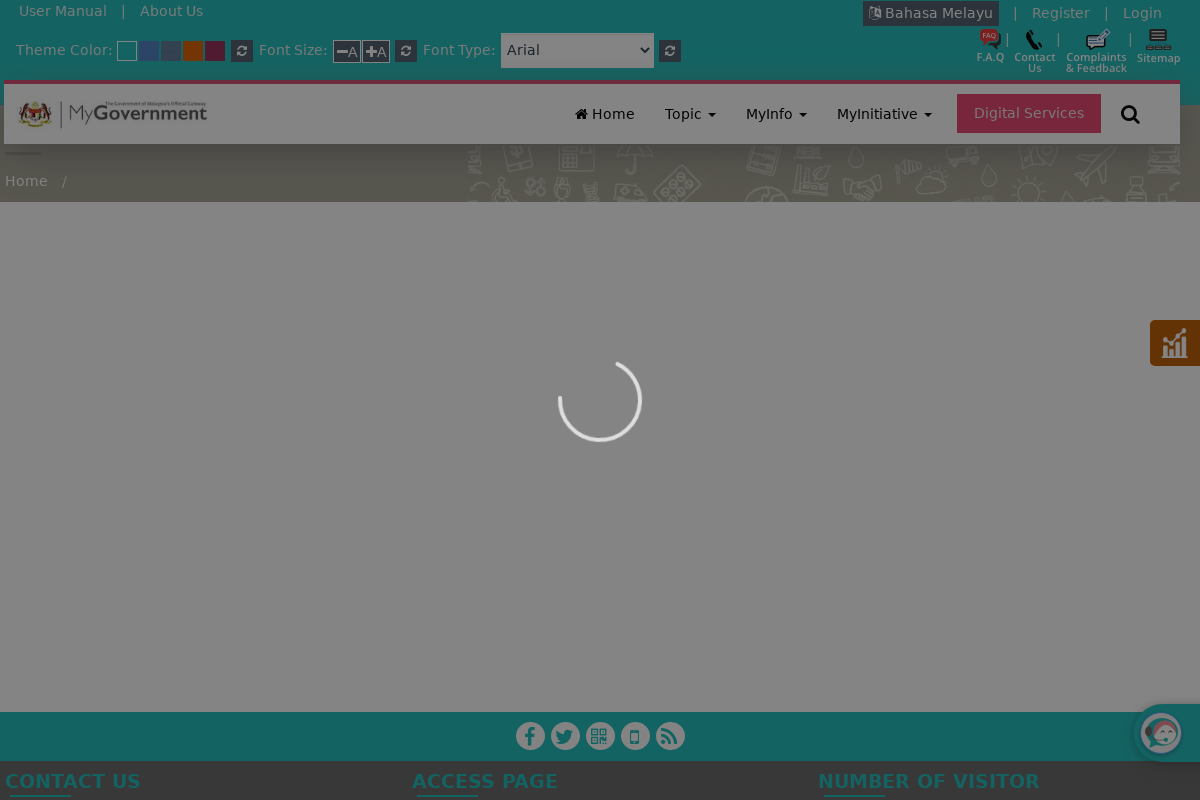 User Manual | About Us
Bahasa Melayu | Register | Login
Theme Color: Font Size: -A +A Font Type: Arial
FAQ
F.A.Q | Contact Us | Complaints & Feedback | Sitemap
The Government of Malaysia's Official Gateway
MyGovernment
Home Topic MyInfo MyInitiative Digital Services
Home /
CONTACT US ACCESS PAGE NUMBER OF VISITOR